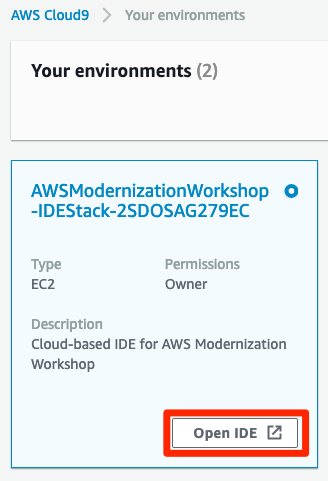 AWS Cloud9 > Your environments
Your environments (2)
AWSModernizationWorkshop
-IDEStack-2SDOSAG279EC
Type Permissions
EC2 Owner
Description
Cloud-based IDE for AWS Modernization
Workshop
Open IDE